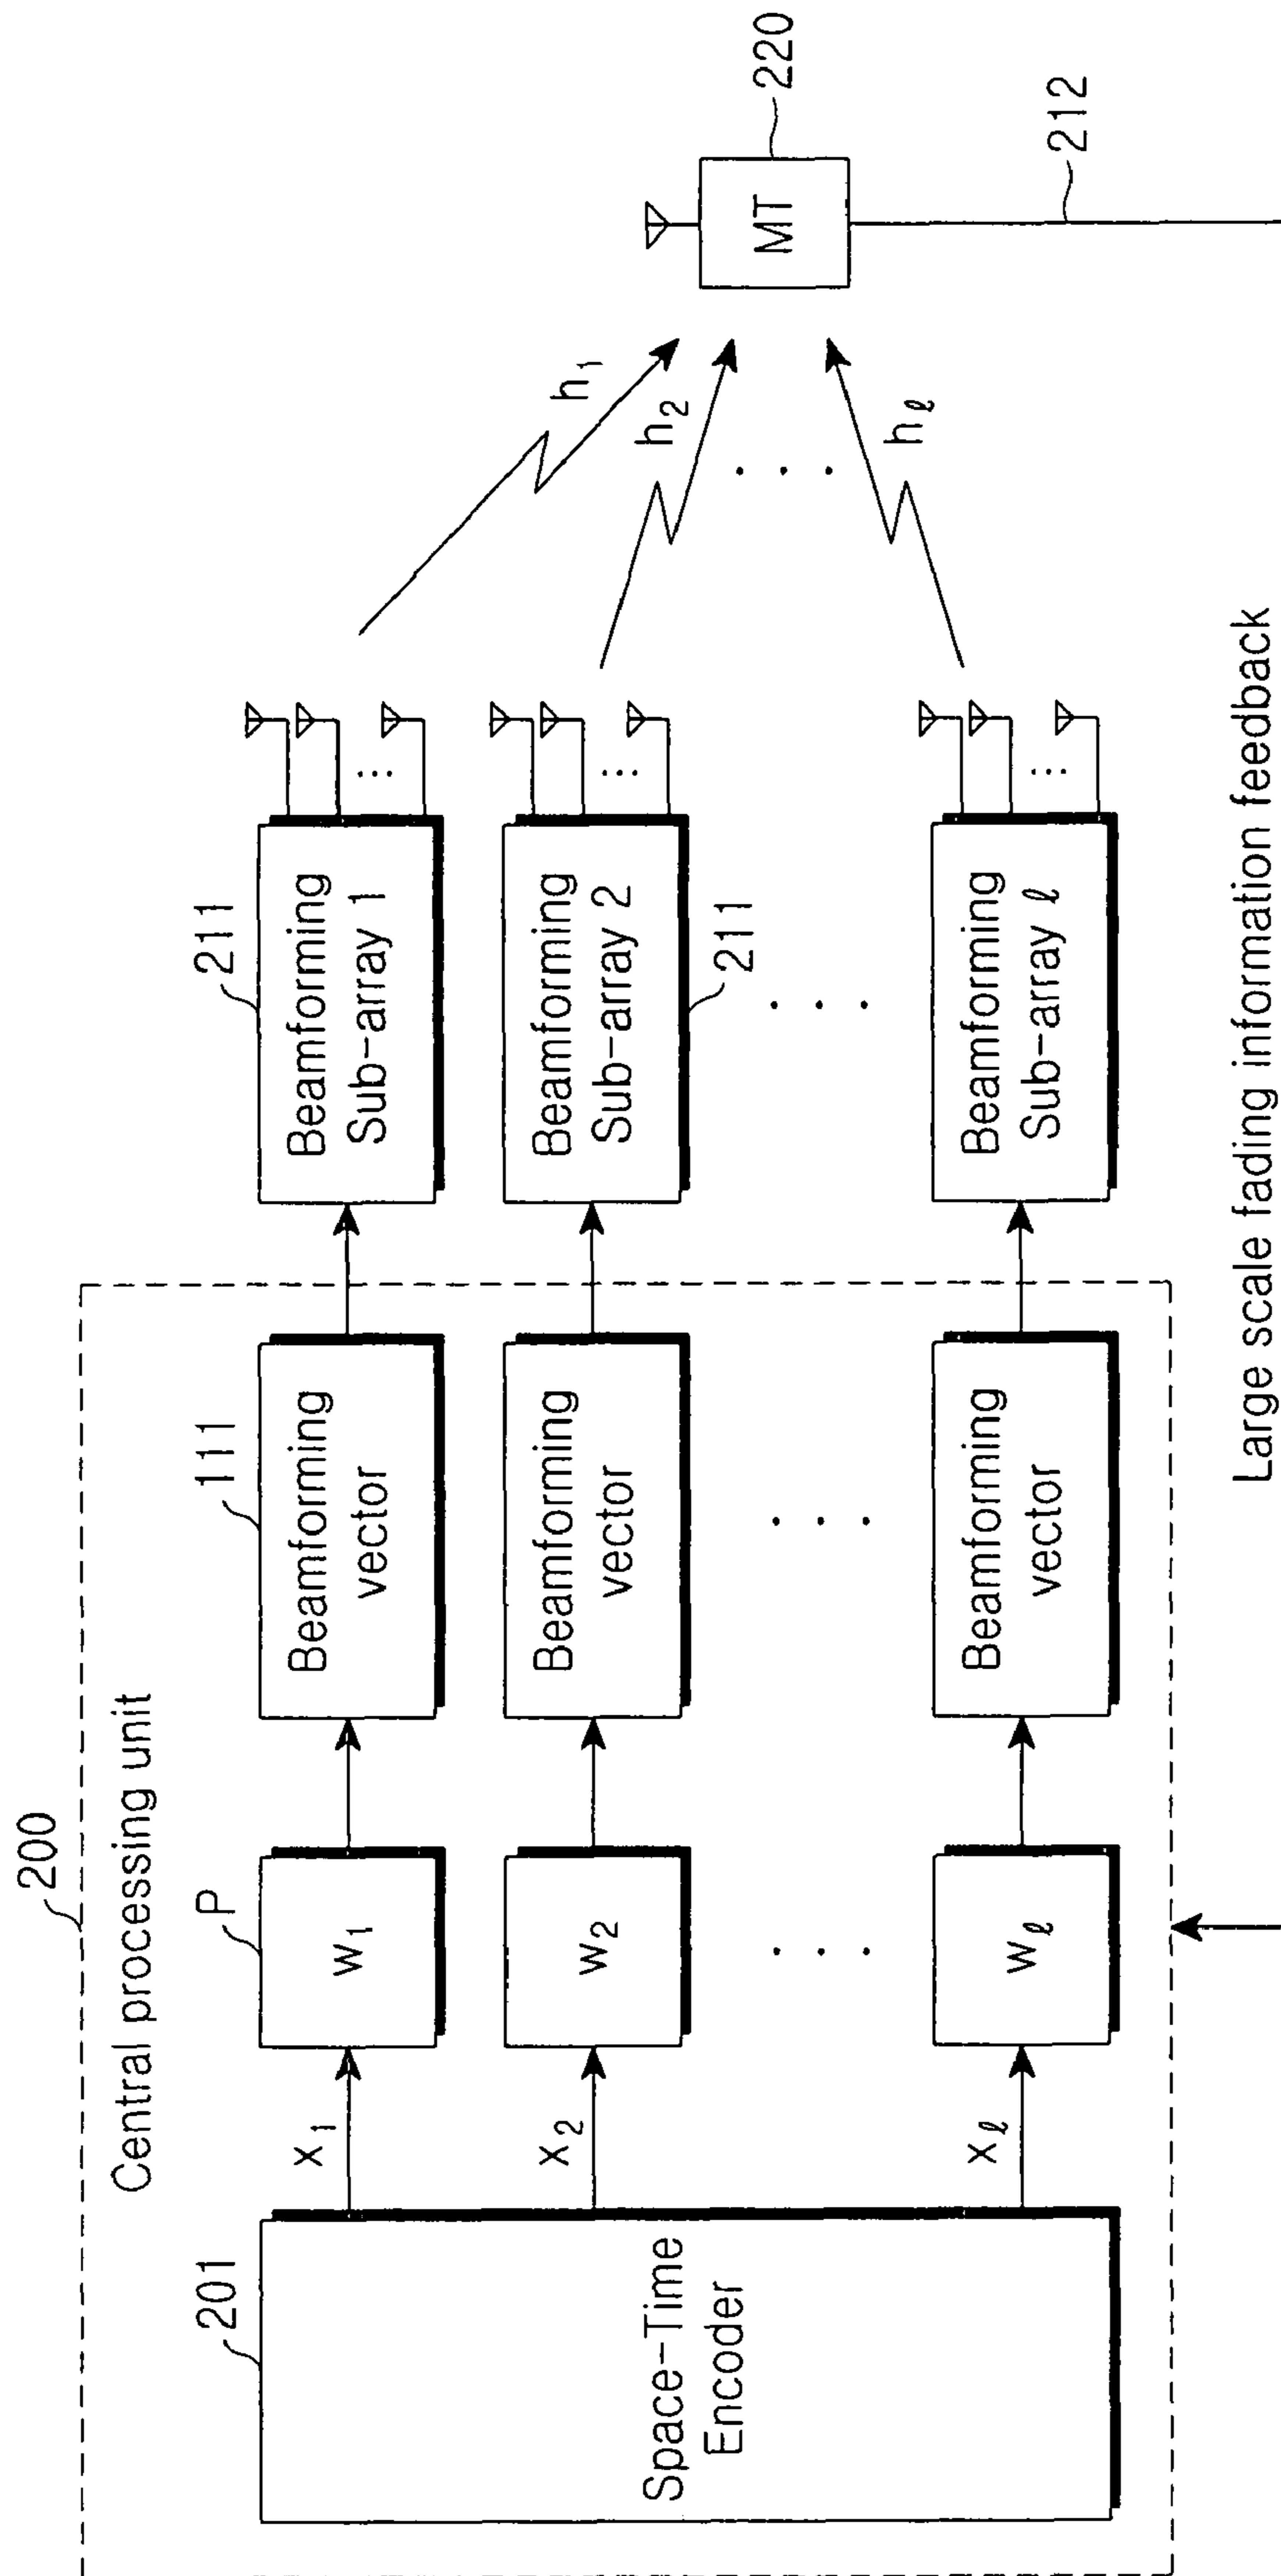 200
Central processing unit
201
Space-Time
Encoder
x₁
x₂
xℓ
P
w₁
w₂
. . .
wℓ
111
Beamforming
vector
Beamforming
vector
. . .
Beamforming
vector
211
Beamforming
Sub-array 1
Beamforming
Sub-array 2
211
. . .
Beamforming
Sub-array ℓ
...
...
...
h₁
h₂
. . .
hℓ
MT
220
212
Large scale fading information feedback